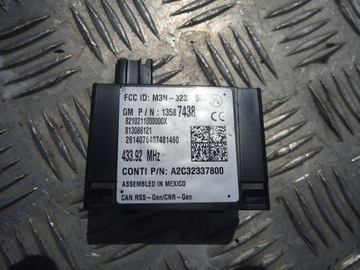 FCC ID: M3N-323
GM P/N: 13587438
8210211000000X
813086121
2614076407481460
433.92 MHz
CONTI P/N: A2C32337800
ASSEMBLED IN MEXICO
CAN RSS-Gen/CNR-Gen